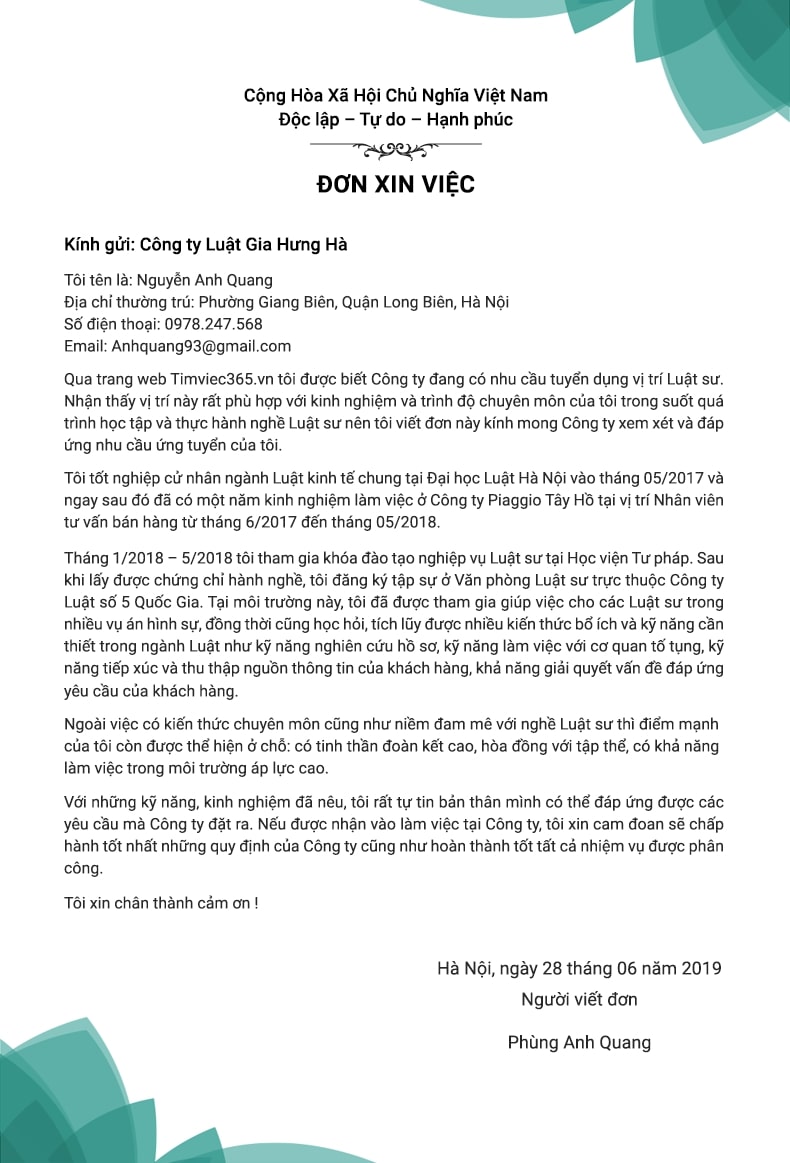 Cộng Hòa Xã Hội Chủ Nghĩa Việt Nam
Độc lập – Tự do – Hạnh phúc
ĐƠN XIN VIỆC
Kính gửi: Công ty Luật Gia Hưng Hà
Tôi tên là: Nguyễn Anh Quang
Địa chỉ thường trú: Phường Giang Biên, Quận Long Biên, Hà Nội
Số điện thoại: 0978.247.568
Email: Anhquang93@gmail.com
Qua trang web Timviec365.vn tôi được biết Công ty đang có nhu cầu tuyển dụng vị trí Luật sư.
Nhận thấy vị trí này rất phù hợp với kinh nghiệm và trình độ chuyên môn của tôi trong suốt quá
trình học tập và thực hành nghề Luật sư nên tôi viết đơn này kính mong Công ty xem xét và đáp
ứng nhu cầu ứng tuyển của tôi.
Tôi tốt nghiệp cử nhân ngành Luật kinh tế chung tại Đại học Luật Hà Nội vào tháng 05/2017 và
ngay sau đó đã có một năm kinh nghiệm làm việc ở Công ty Piaggio Tây Hồ tại vị trí Nhân viên
tư vấn bán hàng từ tháng 6/2017 đến tháng 05/2018.
Tháng 1/2018 – 5/2018 tôi tham gia khóa đào tạo nghiệp vụ Luật sư tại Học viện Tư pháp. Sau
khi lấy được chứng chỉ hành nghề, tôi đăng ký tập sự ở Văn phòng Luật sư trực thuộc Công ty
Luật số 5 Quốc Gia. Tại môi trường này, tôi đã được tham gia giúp việc cho các Luật sư trong
nhiều vụ án hình sự, đồng thời cũng học hỏi, tích lũy được nhiều kiến thức bổ ích và kỹ năng cần
thiết trong ngành Luật như kỹ năng nghiên cứu hồ sơ, kỹ năng làm việc với cơ quan tố tụng, kỹ
năng tiếp xúc và thu thập nguồn thông tin của khách hàng, khả năng giải quyết vấn đề đáp ứng
yêu cầu của khách hàng.
Ngoài việc có kiến thức chuyên môn cũng như niềm đam mê với nghề Luật sư thì điểm mạnh
của tôi còn được thể hiện ở chỗ: có tinh thần đoàn kết cao, hòa đồng với tập thể, có khả năng
làm việc trong môi trường áp lực cao.
Với những kỹ năng, kinh nghiệm đã nêu, tôi rất tự tin bản thân mình có thể đáp ứng được các
yêu cầu mà Công ty đặt ra. Nếu được nhận vào làm việc tại Công ty, tôi xin cam đoan sẽ chấp
hành tốt nhất những quy định của Công ty cũng như hoàn thành tốt tất cả nhiệm vụ được phân
công.
Tôi xin chân thành cảm ơn !
Hà Nội, ngày 28 tháng 06 năm 2019
Người viết đơn
Phùng Anh Quang